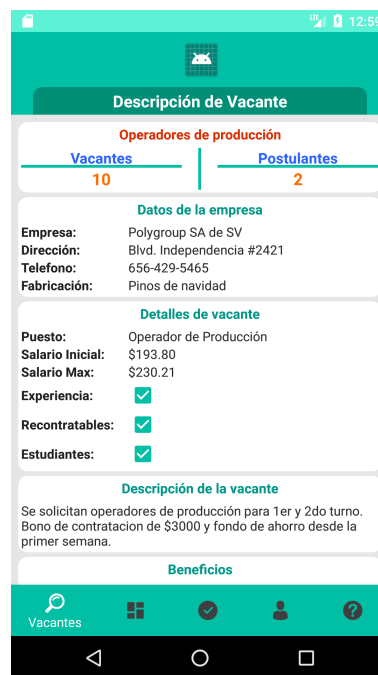 LTE 12:59
Descripción de Vacante
Operadores de producción
Vacantes Postulantes
10 2
Datos de la empresa
Empresa: Polygroup SA de SV
Dirección: Blvd. Independencia #2421
Telefono: 656-429-5465
Fabricación: Pinos de navidad
Detalles de vacante
Puesto: Operador de Producción
Salario Inicial: $193.80
Salario Max: $230.21
Experiencia:
Recontratables:
Estudiantes:
Descripción de la vacante
Se solicitan operadores de producción para 1er y 2do turno.
Bono de contratacion de $3000 y fondo de ahorro desde la
primer semana.
Beneficios
Vacantes